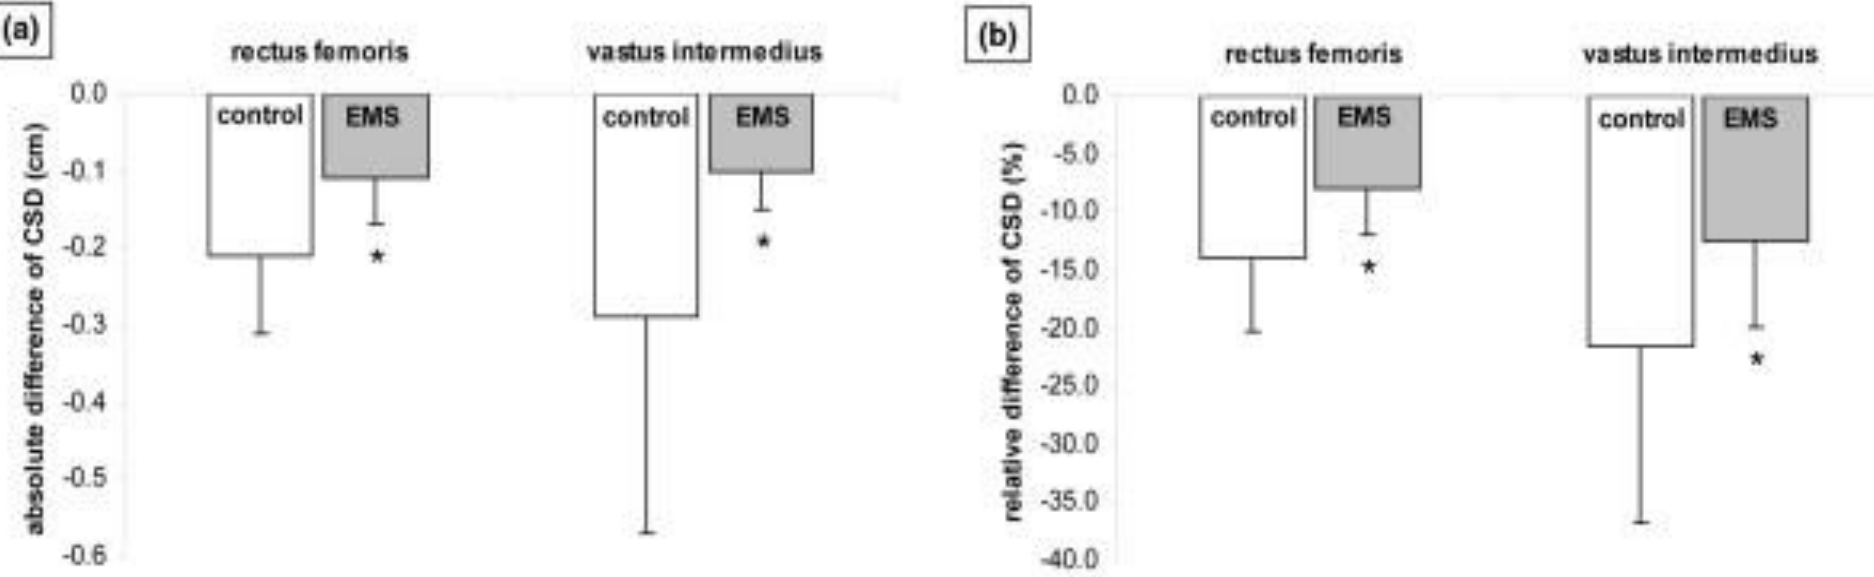 (a)
rectus femoris
vastus intermedius
0.0
-0.1
-0.2
-0.3
-0.4
-0.5
-0.6
absolute difference of CSD (cm)
control
EMS
*
control
EMS
*
(b)
rectus femoris
vastus intermedius
0.0
-5.0
-10.0
-15.0
-20.0
-25.0
-30.0
-35.0
-40.0
relative difference of CSD (%)
control
EMS
*
control
EMS
*